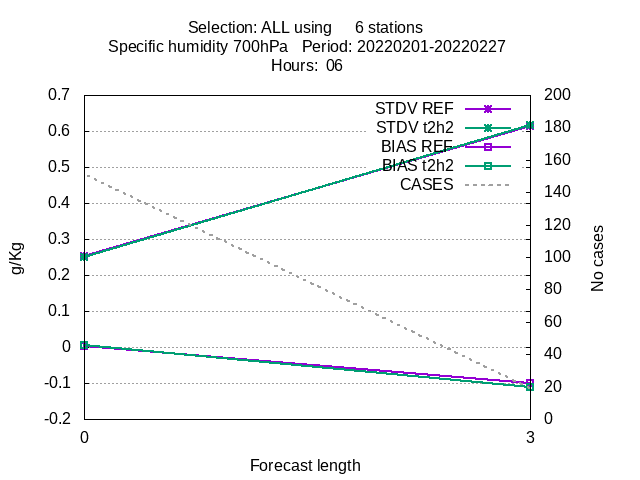 Selection: ALL using     6 stations
Specific humidity 700hPa   Period: 20220201-20220227
Hours:  06
0.7
0.6
0.5
0.4
0.3
0.2
0.1
0
-0.1
-0.2
g/Kg
STDV REF
STDV t2h2
BIAS REF
BIAS t2h2
CASES
200
180
160
140
120
100
80
60
40
20
0
No cases
0
3
Forecast length